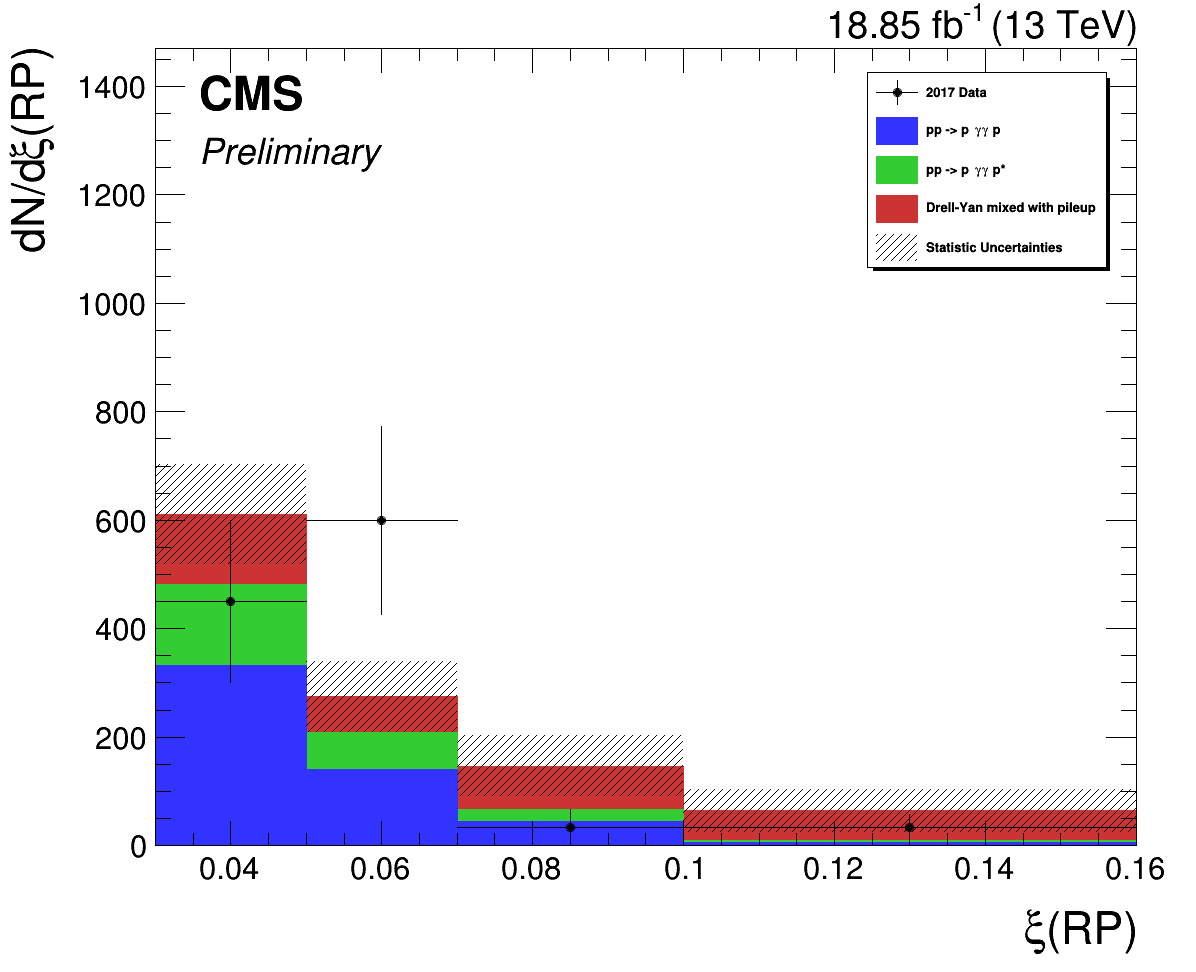 18.85 fb⁻¹ (13 TeV)
dN/dξ(RP)
CMS
Preliminary
2017 Data
pp -> p γγ p
pp -> p γγ p*
Drell-Yan mixed with pileup
Statistic Uncertainties
1400
1200
1000
800
600
400
200
0
0.04 0.06 0.08 0.1 0.12 0.14 0.16
ξ(RP)